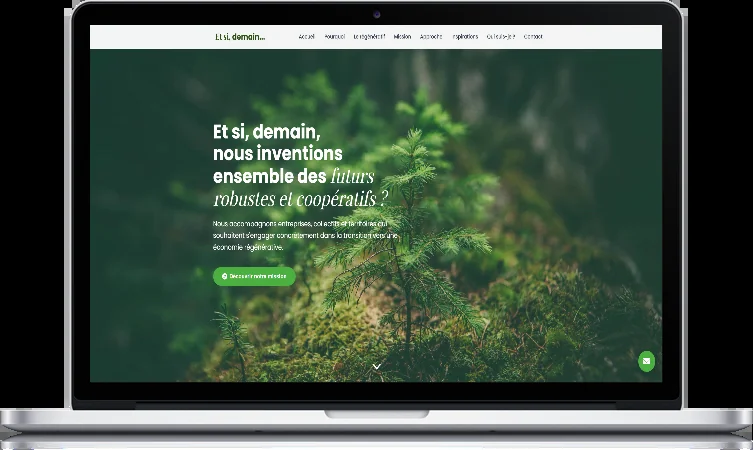 Et si, demain...
Accueil Pourquoi Le régénératif Mission Approche Inspirations Qui suis-je ? Contact
Et si, demain,
nous inventions
ensemble des futurs
robustes et coopératifs ?
Nous accompagnons entreprises, collectifs et territoires qui
souhaitent s'engager concrètement dans la transition vers une
économie régénérative.
Découvrir notre mission